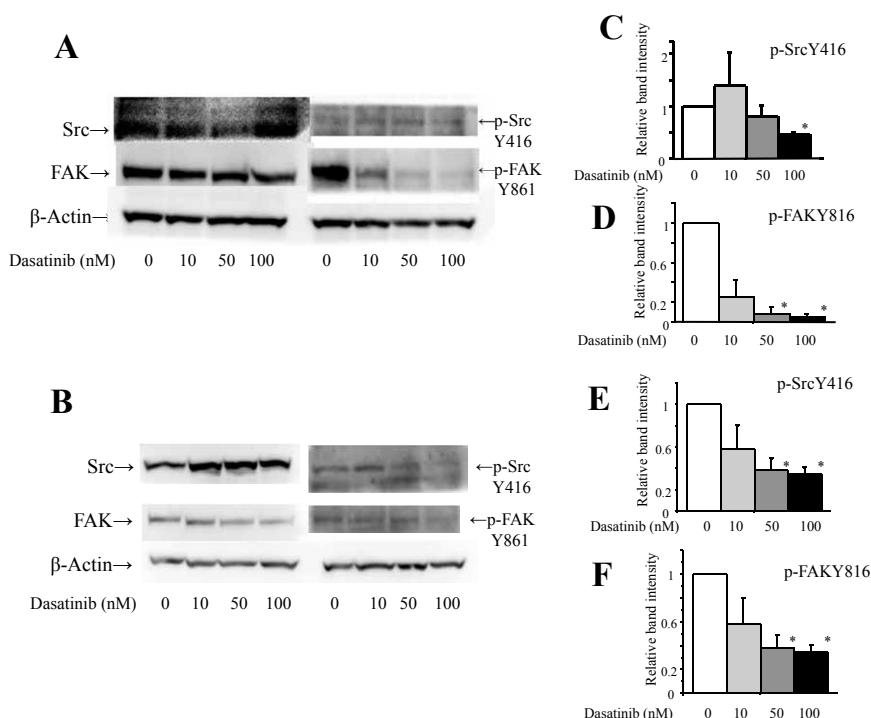 A
Src→
←p-Src
Y416
FAK→
←p-FAK
Y861
β-Actin→
Dasatinib (nM) 0 10 50 100 0 10 50 100
B
Src→
←p-Src
Y416
FAK→
←p-FAK
Y861
β-Actin→
Dasatinib (nM) 0 10 50 100 0 10 50 100
C
p-SrcY416
Relative band intensity
2
1
0
*
Dasatinib (nM) 0 10 50 100
D
p-FAKY816
Relative band intensity
1
0.6
0.2
0
* *
Dasatinib (nM) 0 10 50 100
E
p-SrcY416
Relative band intensity
1
0.6
0.2
0
* *
Dasatinib (nM) 0 10 50 100
F
p-FAKY816
Relative band intensity
1
0.6
0.2
0
* *
Dasatinib (nM) 0 10 50 100